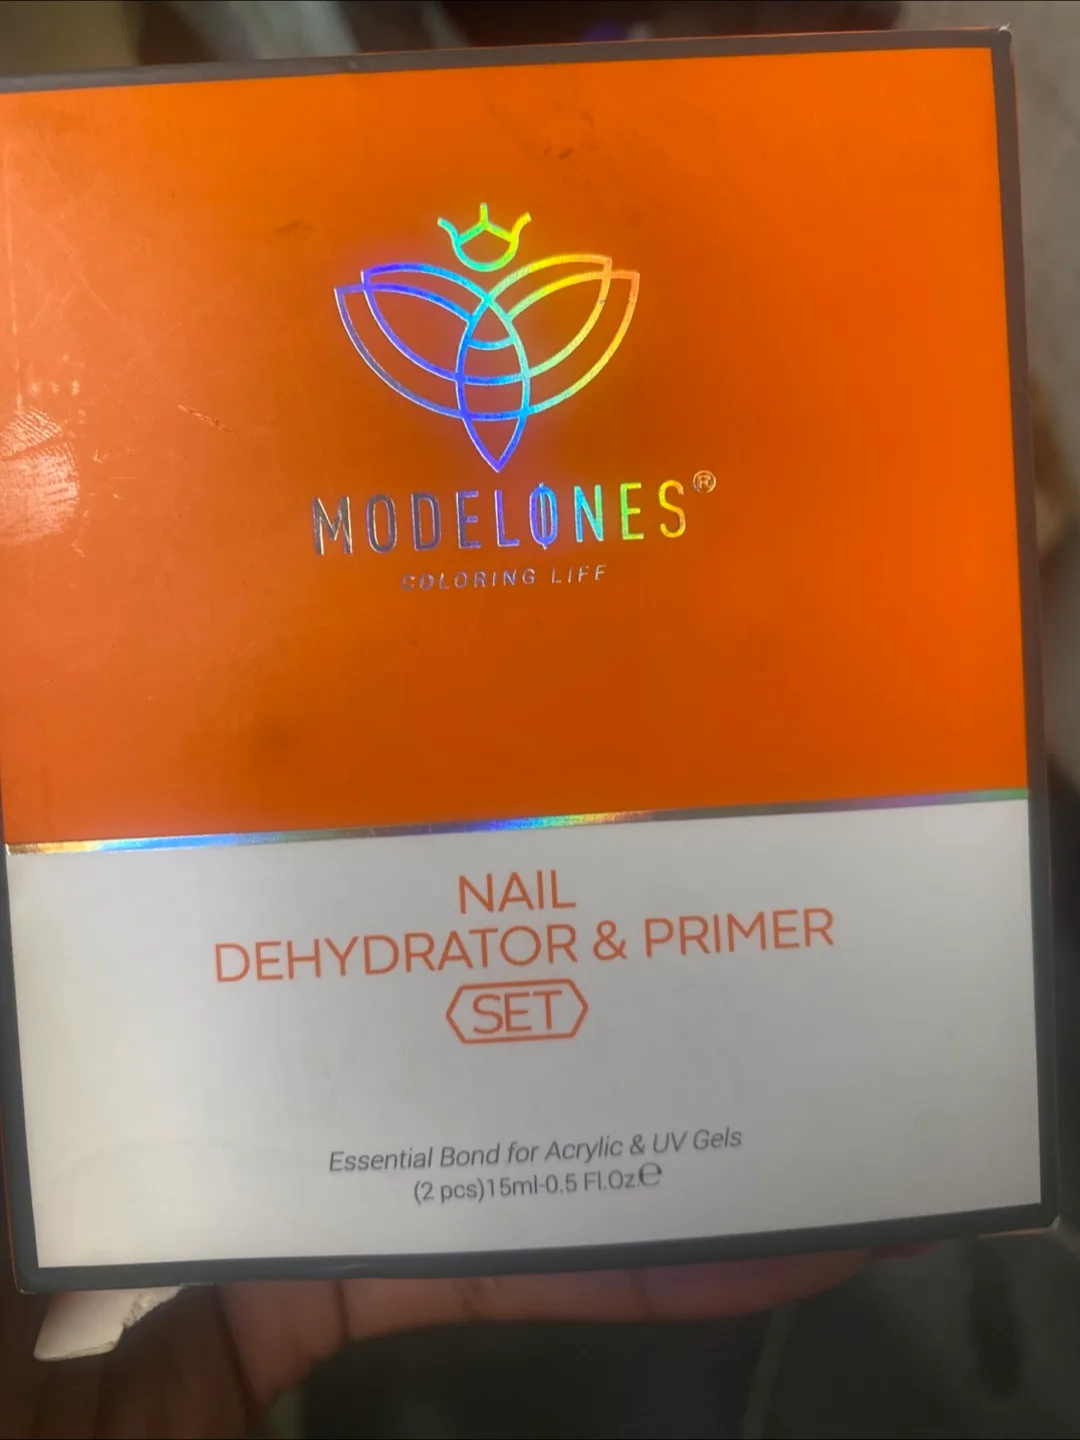 MODELONES®
COLORING LIFE
NAIL
DEHYDRATOR & PRIMER
SET
Essential Bond for Acrylic & UV Gels
(2 pcs)15ml-0.5 Fl.Oz.℮